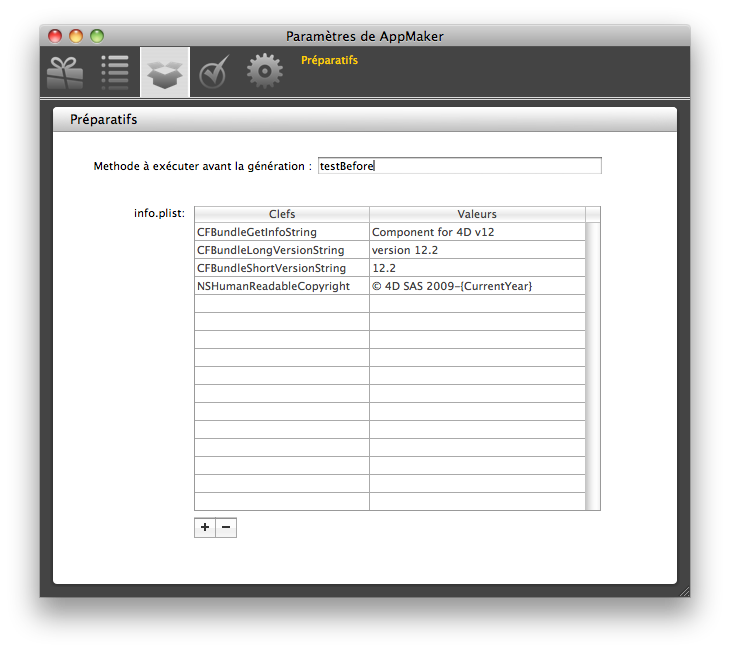 Paramètres de AppMaker
Préparatifs
Préparatifs
Methode à exécuter avant la génération : testBefore
info.plist: Clefs Valeurs
CFBundleGetInfoString Component for 4D v12
CFBundleLongVersionString version 12.2
CFBundleShortVersionString 12.2
NSHumanReadableCopyright © 4D SAS 2009-{CurrentYear}
+ −